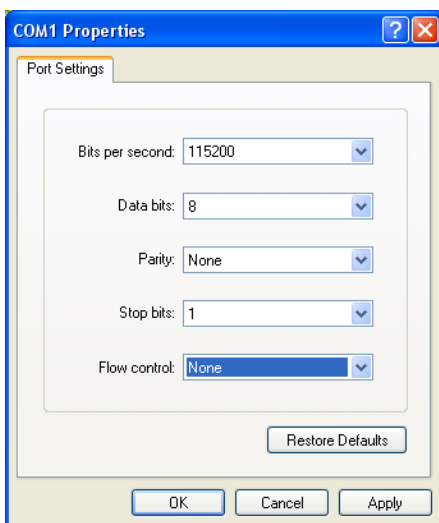 COM1 Properties
?
Port Settings
Bits per second: 115200
Data bits: 8
Parity: None
Stop bits: 1
Flow control: None
Restore Defaults
OK Cancel Apply